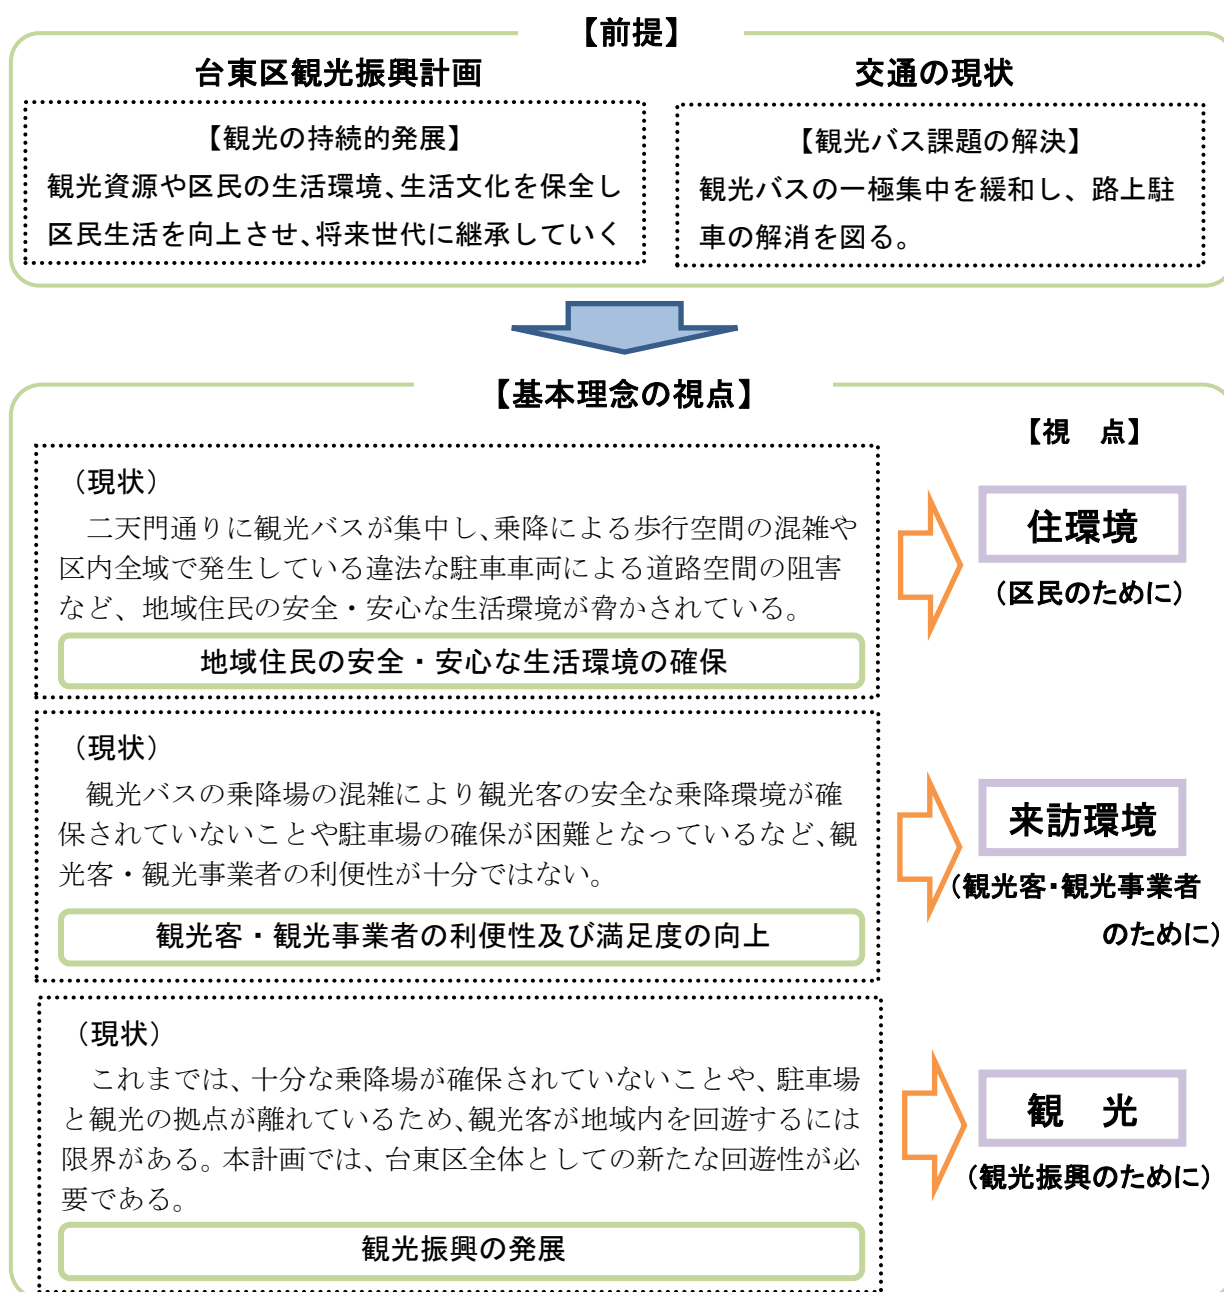 【前提】
台東区観光振興計画
【観光の持続的発展】
観光資源や区民の生活環境、生活文化を保全し
区民生活を向上させ、将来世代に継承していく
交通の現状
【観光バス課題の解決】
観光バスの一極集中を緩和し、路上駐
車の解消を図る。
【基本理念の視点】
【視　点】
（現状）
二天門通りに観光バスが集中し、乗降による歩行空間の混雑や
区内全域で発生している違法な駐車車両による道路空間の阻害
など、地域住民の安全・安心な生活環境が脅かされている。
地域住民の安全・安心な生活環境の確保
住環境
（区民のために）
（現状）
観光バスの乗降場の混雑により観光客の安全な乗降環境が確
保されていないことや駐車場の確保が困難となっているなど、観
光客・観光事業者の利便性が十分ではない。
観光客・観光事業者の利便性及び満足度の向上
来訪環境
（観光客・観光事業者
のために）
（現状）
これまでは、十分な乗降場が確保されていないことや、駐車場
と観光の拠点が離れているため、観光客が地域内を回遊するには
限界がある。本計画では、台東区全体としての新たな回遊性が必
要である。
観光振興の発展
観　光
（観光振興のために）